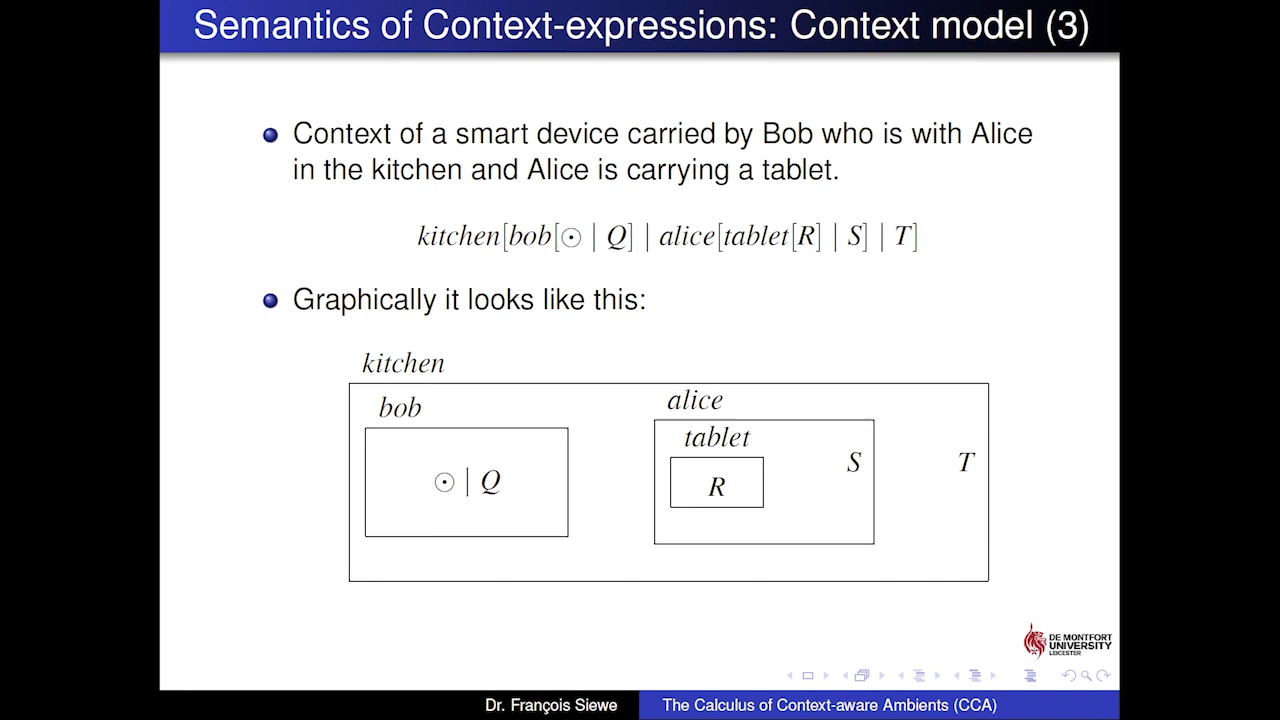 Semantics of Context-expressions: Context model (3)
Context of a smart device carried by Bob who is with Alice
in the kitchen and Alice is carrying a tablet.
kitchen[bob[⊙ | Q] | alice[tablet[R] | S] | T]
Graphically it looks like this:
kitchen
bob
alice
tablet
⊙ | Q
R
S
T
DE MONTFORT
UNIVERSITY
LEICESTER
Dr. François Siewe
The Calculus of Context-aware Ambients (CCA)